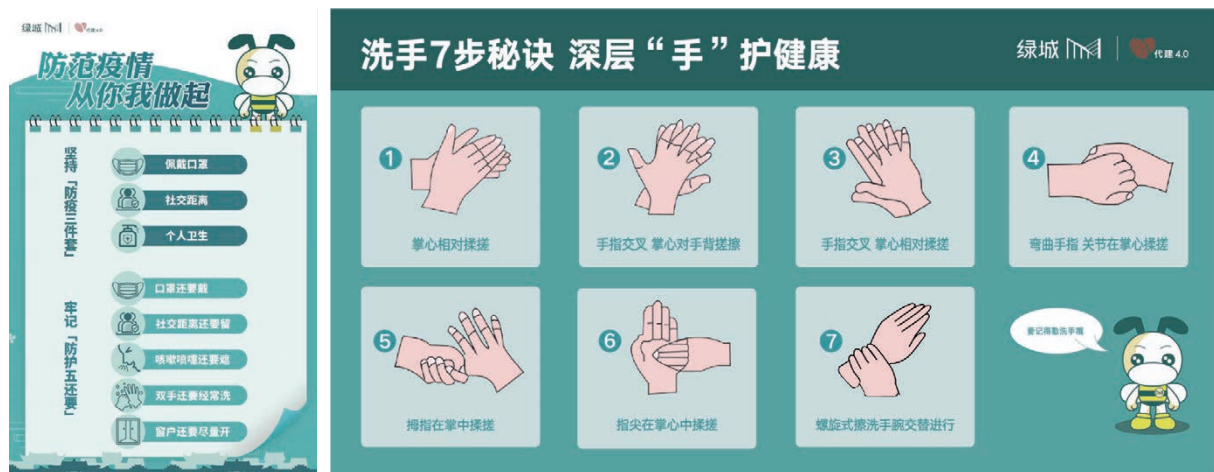 绿城
代建4.0
防范疫情
从你我做起
坚持「防疫三件套」
佩戴口罩
社交距离
个人卫生
牢记「防护五还要」
口罩还要戴
社交距离还要留
咳嗽喷嚏还要遮
双手还要经常洗
窗户还要尽量开
洗手7步秘诀 深层“手”护健康
绿城
代建4.0
1
掌心相对揉搓
2
手指交叉 掌心对手背搓擦
3
手指交叉 掌心相对揉搓
4
弯曲手指 关节在掌心揉搓
5
拇指在掌中揉搓
6
指尖在掌心中揉搓
7
螺旋式擦洗手腕交替进行
要记得勤洗手哦